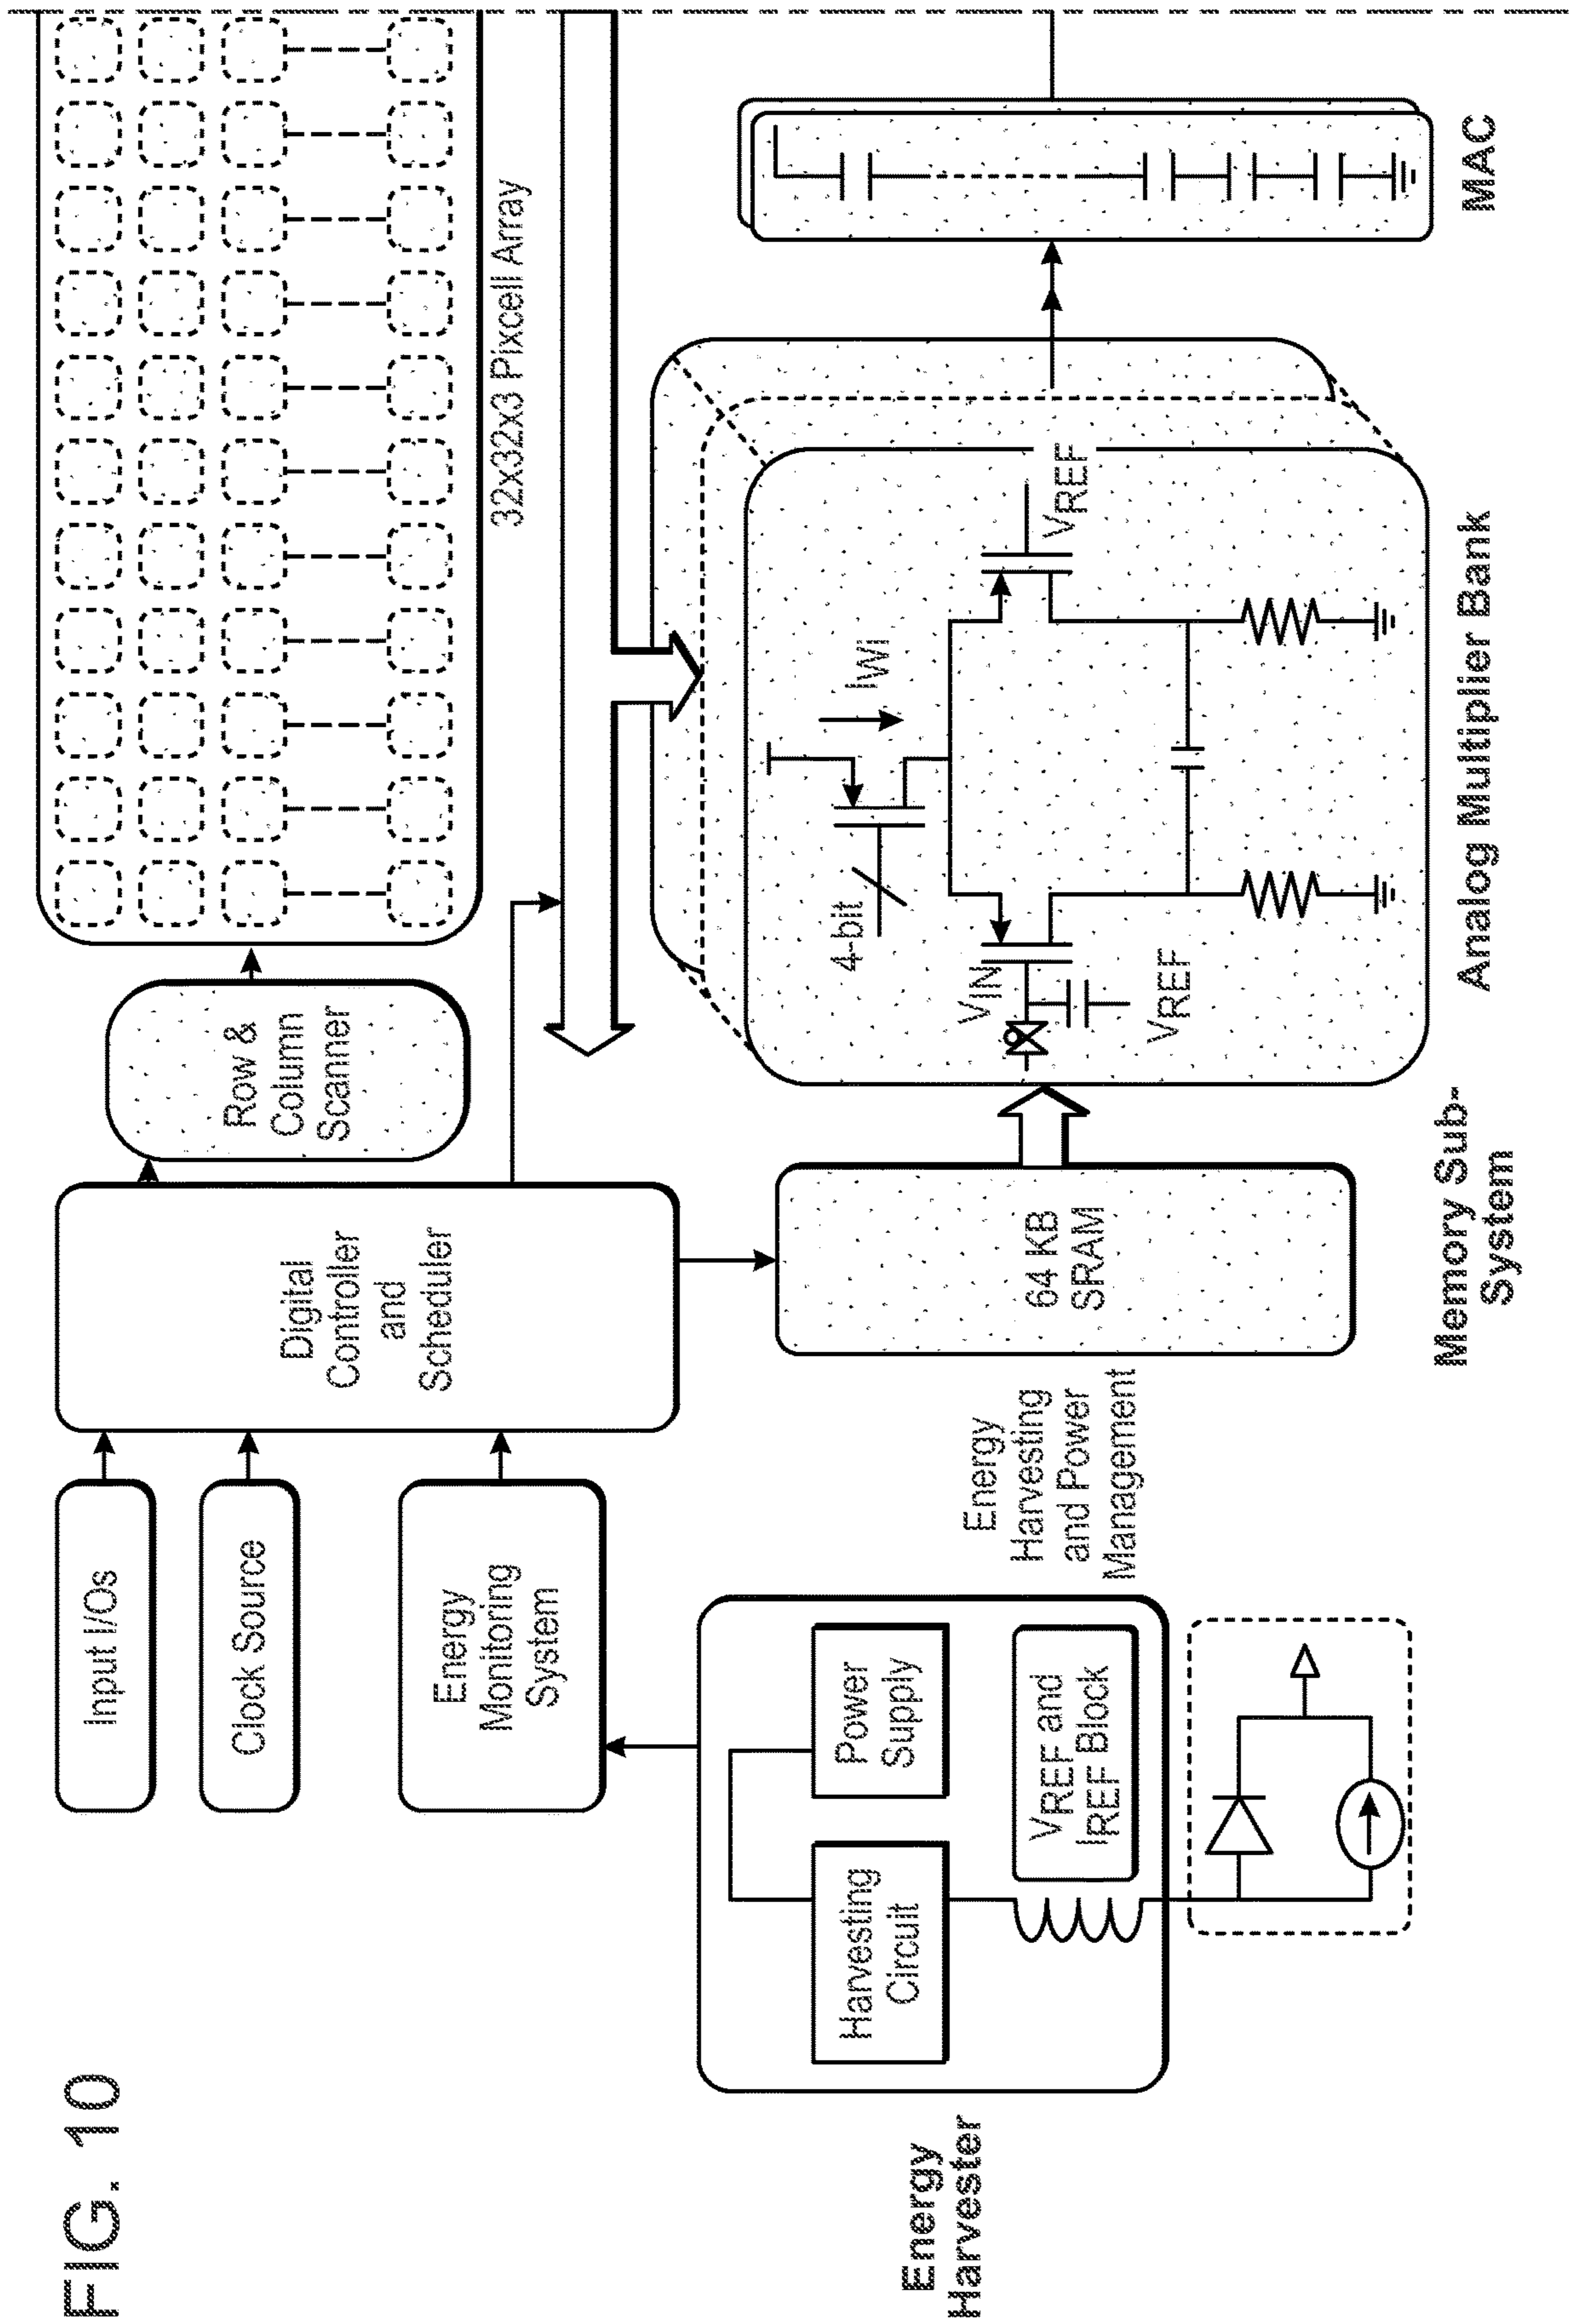 FIG. 10
Input I/Os
Clock Source
Energy
Monitoring
System
Digital
Controller
and
Scheduler
Row &
Column
Scanner
32x32x3 Pixcell Array
Energy
Harvester
Harvesting
Circuit
Power
Supply
VREF and
IREF Block
Energy
Harvesting
and Power
Management
64 KB
SRAM
Memory Sub-
System
4-bit
IWi
VIN
VREF
VREF
Analog Multiplier Bank
MAC